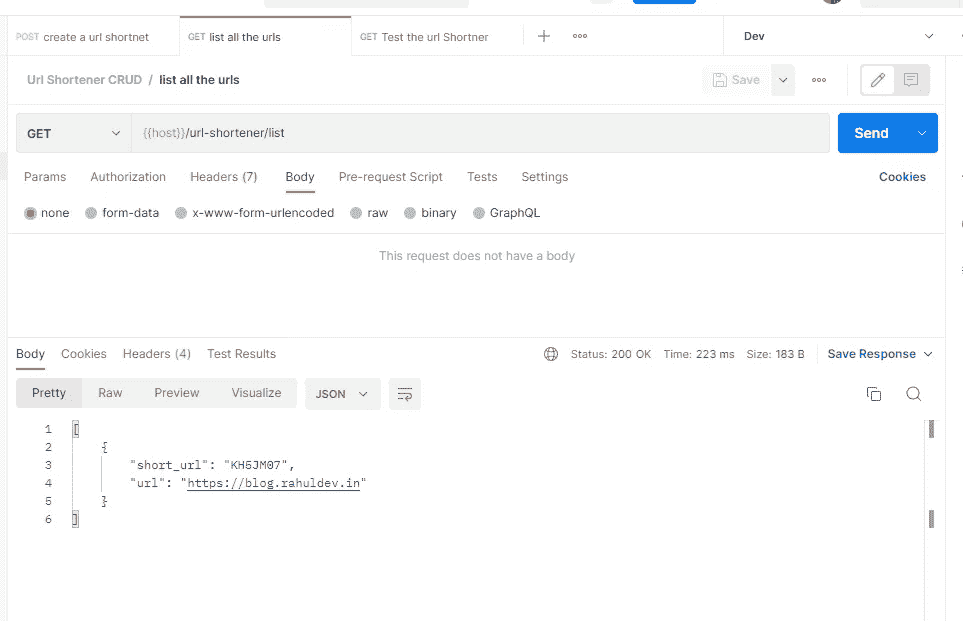 POST create a url shortnet GET list all the urls GET Test the url Shortner Dev
Url Shortener CRUD / list all the urls Save
GET {{host}}/url-shortener/list Send
Params Authorization Headers (7) Body Pre-request Script Tests Settings Cookies
none form-data x-www-form-urlencoded raw binary GraphQL
This request does not have a body
Body Cookies Headers (4) Test Results Status: 200 OK Time: 223 ms Size: 183 B Save Response
Pretty Raw Preview Visualize JSON
1 [
2 {
3 "short_url": "KH5JM07",
4 "url": "https://blog.rahuldev.in"
5 }
6 ]